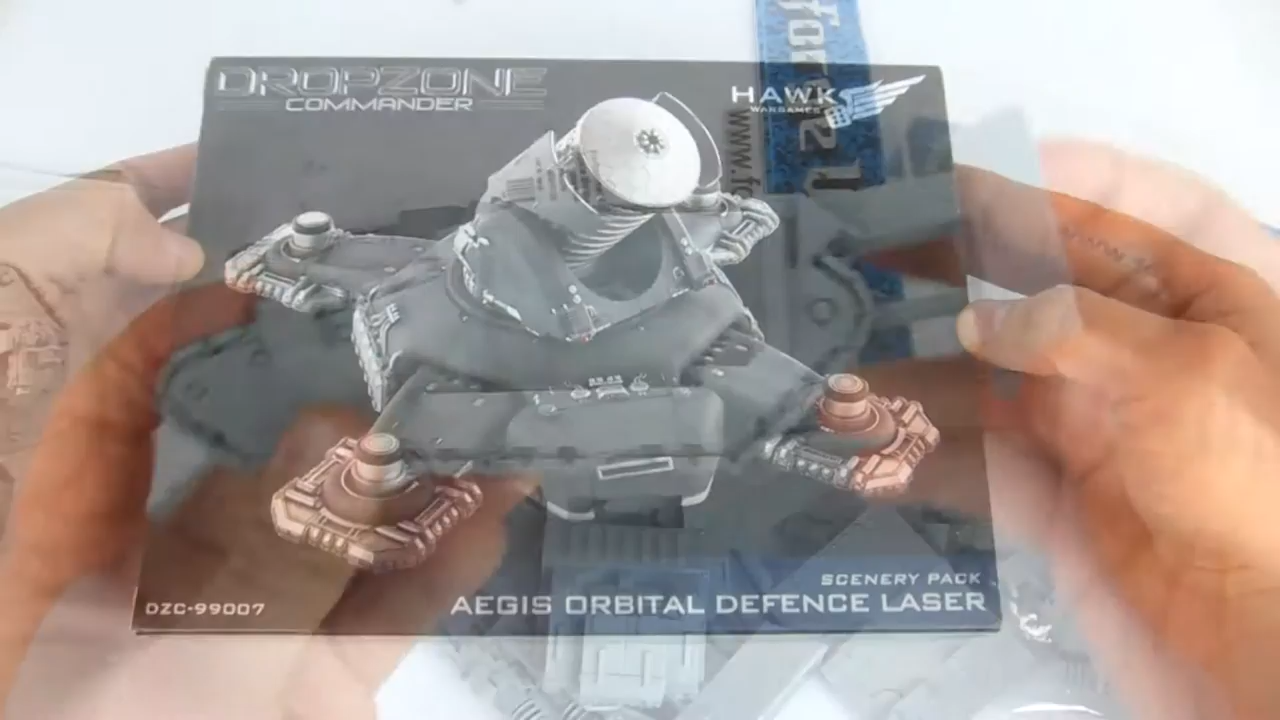 DROPZONE
COMMANDER
HAWK
WARGAMES
SCENERY PACK
DZC-99007
AEGIS ORBITAL DEFENCE LASER